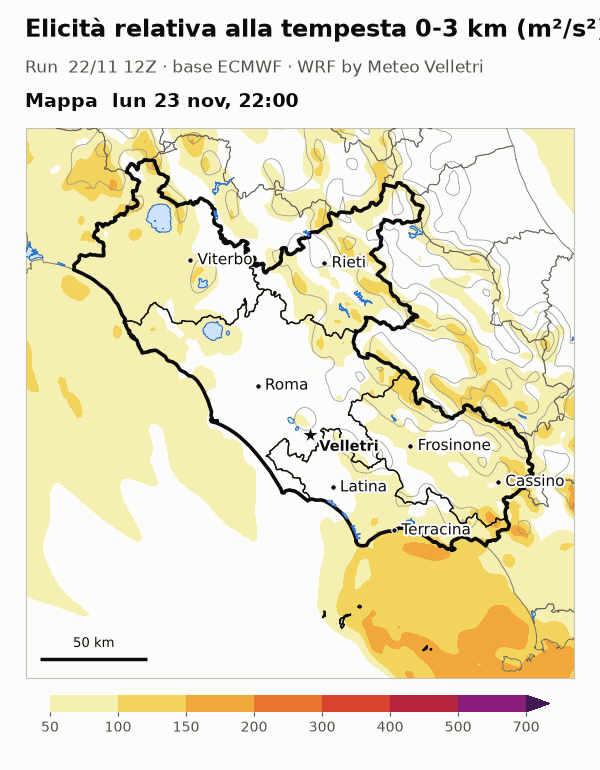 Elicità relativa alla tempesta 0-3 km (m²/s²)
Run 22/11 12Z · base ECMWF · WRF by Meteo Velletri
Mappa lun 23 nov, 22:00
Viterbo
Rieti
Roma
Velletri
Frosinone
Cassino
Latina
Terracina
50 km
50 100 150 200 300 400 500 700